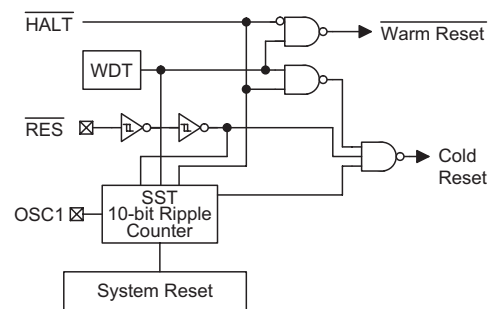 HALT
Warm Reset
WDT
RES
Cold
Reset
SST
10-bit Ripple
Counter
OSC1
System Reset